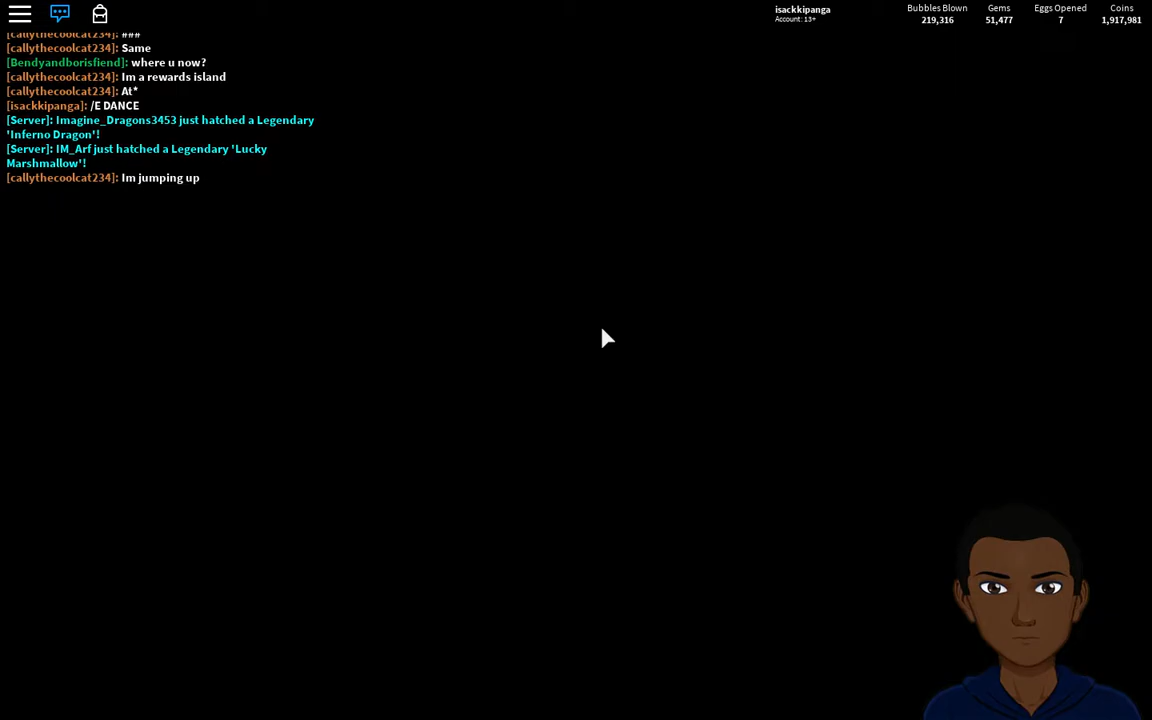 isackkipanga
Account: 13+
Bubbles Blown
219,316
Gems
51,477
Eggs Opened
7
Coins
1,917,981
[callythecoolcat234]: ###
[callythecoolcat234]: Same
[Bendyandborisfiend]: where u now?
[callythecoolcat234]: Im a rewards island
[callythecoolcat234]: At*
[isackkipanga]: /E DANCE
[Server]: Imagine_Dragons3453 just hatched a Legendary
'Inferno Dragon'!
[Server]: IM_Arf just hatched a Legendary 'Lucky
Marshmallow'!
[callythecoolcat234]: Im jumping up